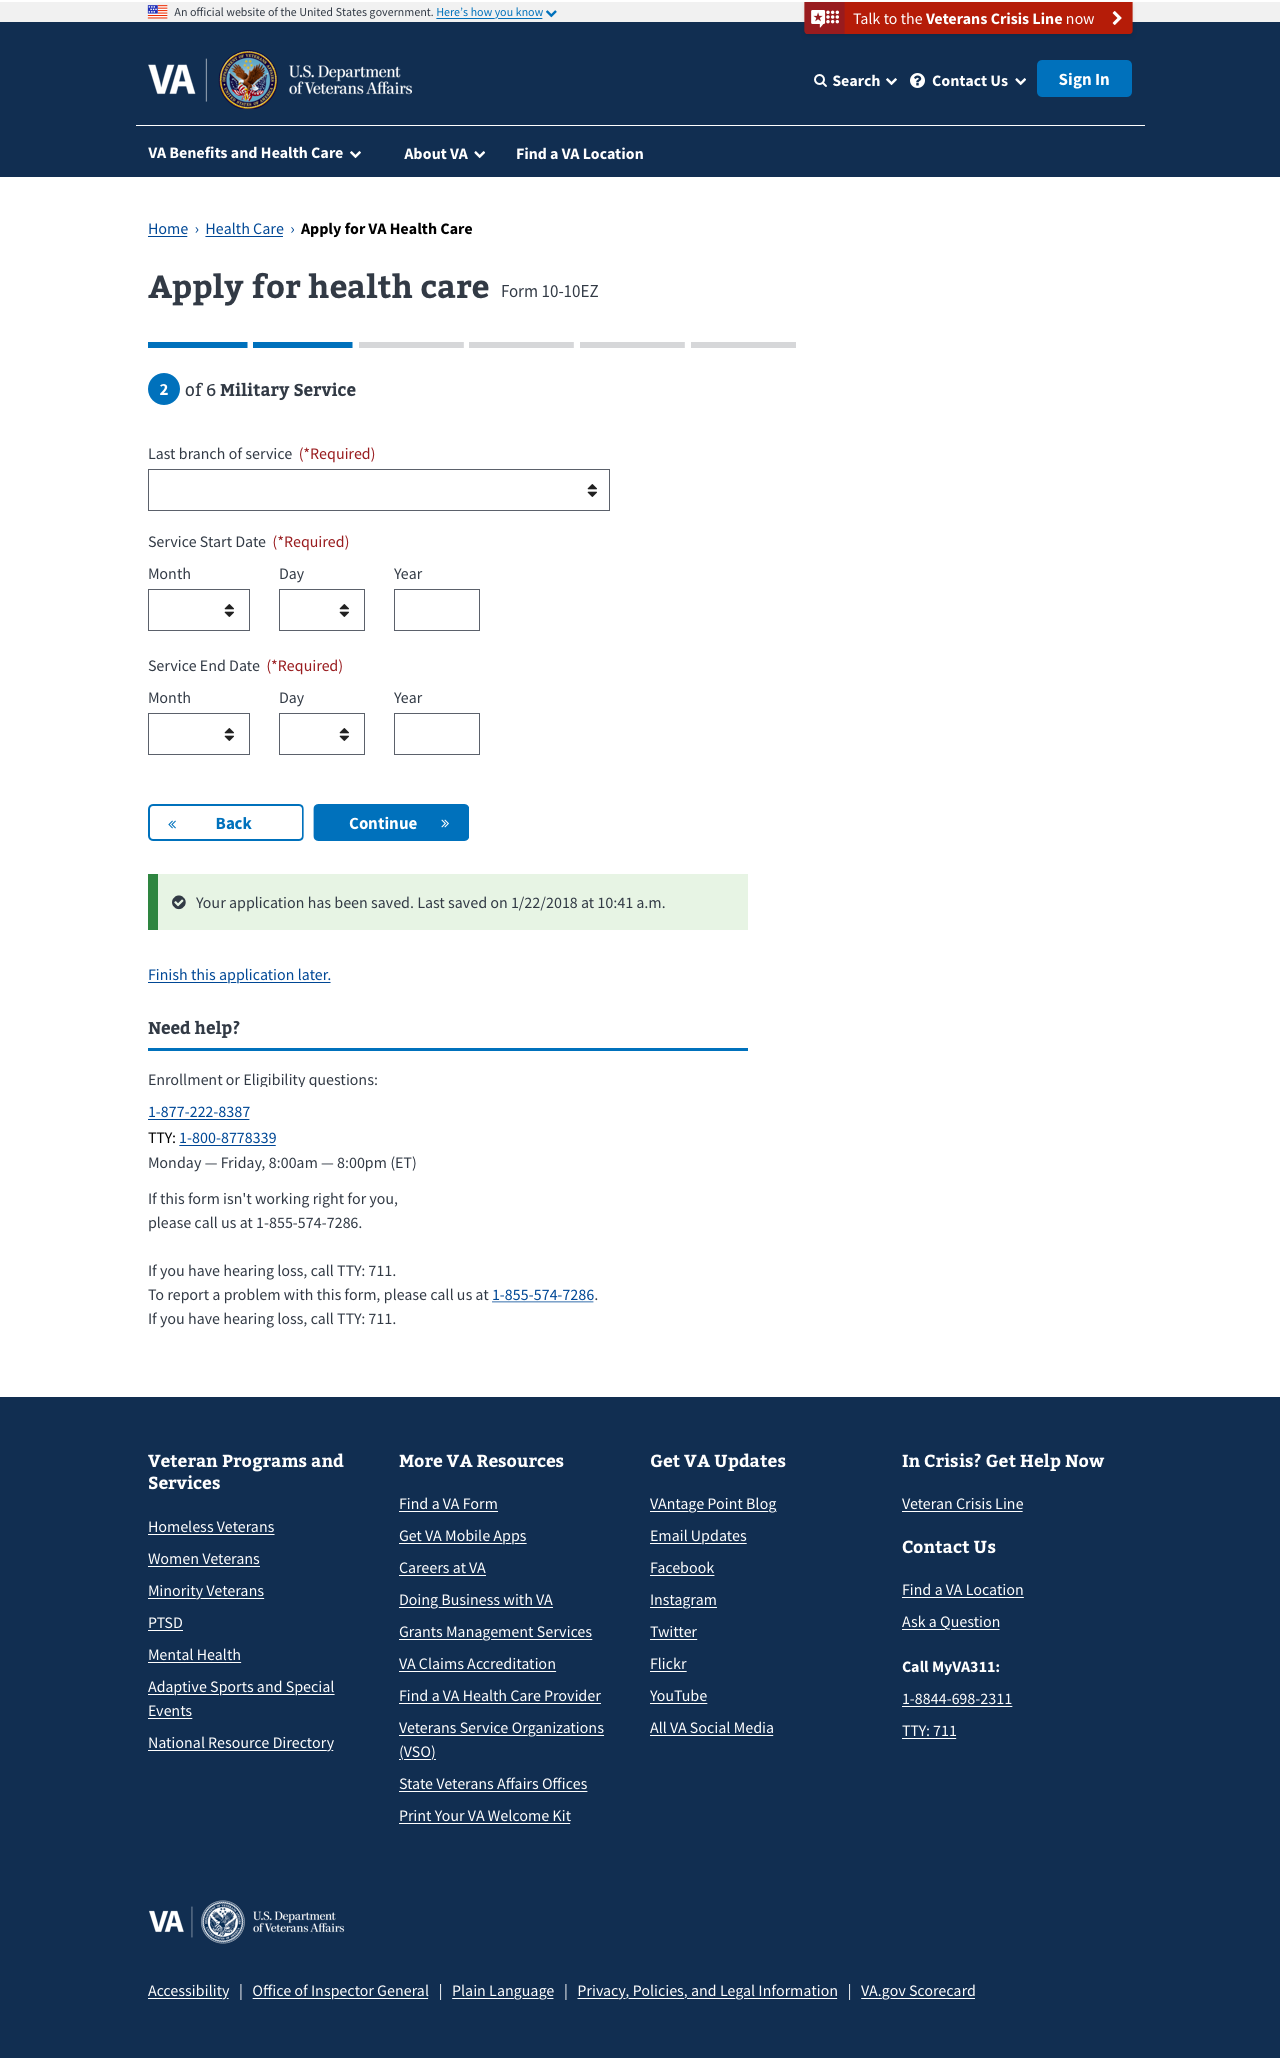 An official website of the United States government. Here's how you know
Talk to the Veterans Crisis Line now
VA
U.S. Department
of Veterans Affairs
Search
Contact Us
Sign In
VA Benefits and Health Care
About VA
Find a VA Location
Home › Health Care › Apply for VA Health Care
Apply for health care Form 10-10EZ
2 of 6 Military Service
Last branch of service (*Required)
Service Start Date (*Required)
Month Day Year
Service End Date (*Required)
Month Day Year
« Back
Continue »
Your application has been saved. Last saved on 1/22/2018 at 10:41 a.m.
Finish this application later.
Need help?
Enrollment or Eligibility questions:
1-877-222-8387
TTY: 1-800-8778339
Monday — Friday, 8:00am — 8:00pm (ET)
If this form isn't working right for you,
please call us at 1-855-574-7286.
If you have hearing loss, call TTY: 711.
To report a problem with this form, please call us at 1-855-574-7286.
If you have hearing loss, call TTY: 711.
Veteran Programs and
Services
Homeless Veterans
Women Veterans
Minority Veterans
PTSD
Mental Health
Adaptive Sports and Special
Events
National Resource Directory
More VA Resources
Find a VA Form
Get VA Mobile Apps
Careers at VA
Doing Business with VA
Grants Management Services
VA Claims Accreditation
Find a VA Health Care Provider
Veterans Service Organizations
(VSO)
State Veterans Affairs Offices
Print Your VA Welcome Kit
Get VA Updates
VAntage Point Blog
Email Updates
Facebook
Instagram
Twitter
Flickr
YouTube
All VA Social Media
In Crisis? Get Help Now
Veteran Crisis Line
Contact Us
Find a VA Location
Ask a Question
Call MyVA311:
1-8844-698-2311
TTY: 711
VA
U.S. Department
of Veterans Affairs
Accessibility | Office of Inspector General | Plain Language | Privacy, Policies, and Legal Information | VA.gov Scorecard